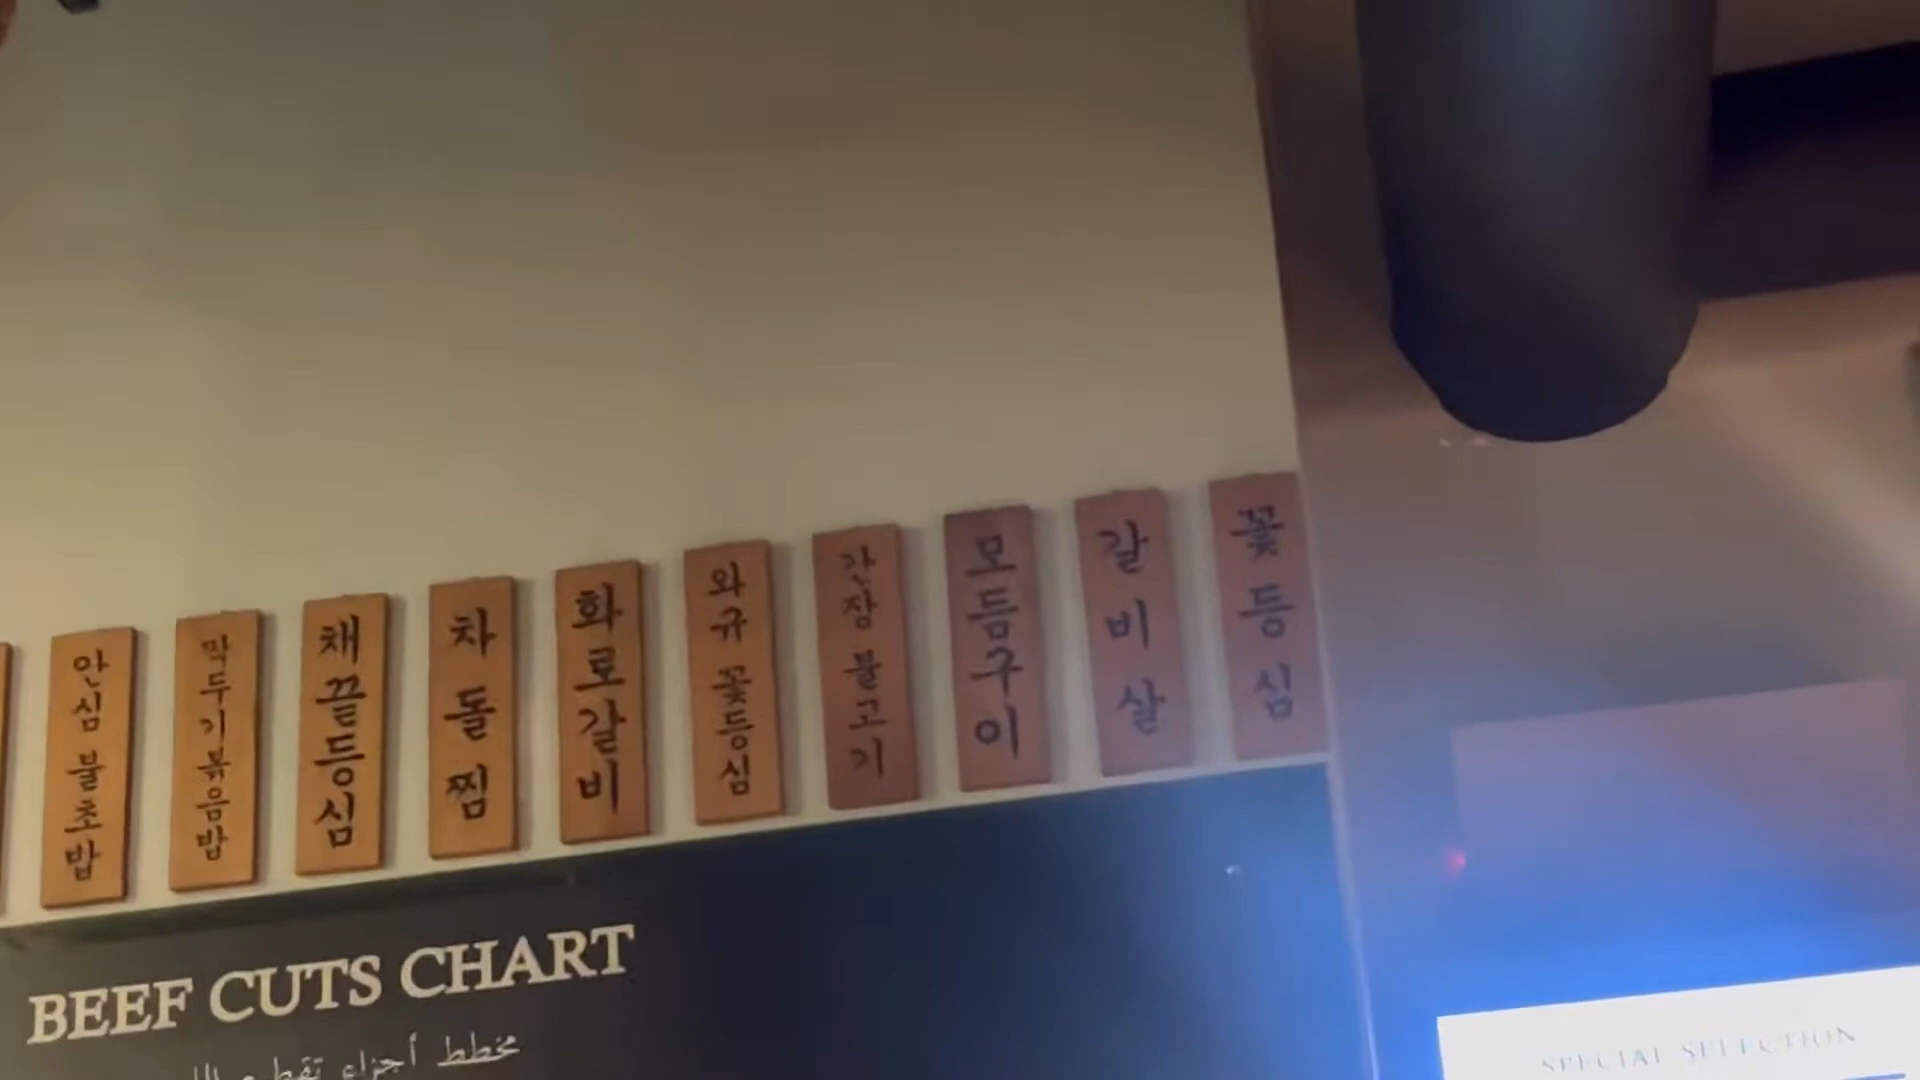 안심 불초밥
깍두기볶음밥
채끝등심
차돌찜
화로갈비
와규 꽃등심
간장 불고기
모듬구이
갈비살
꽃등심
BEEF CUTS CHART
مخطط أجزاء
SPECIAL SELECTION